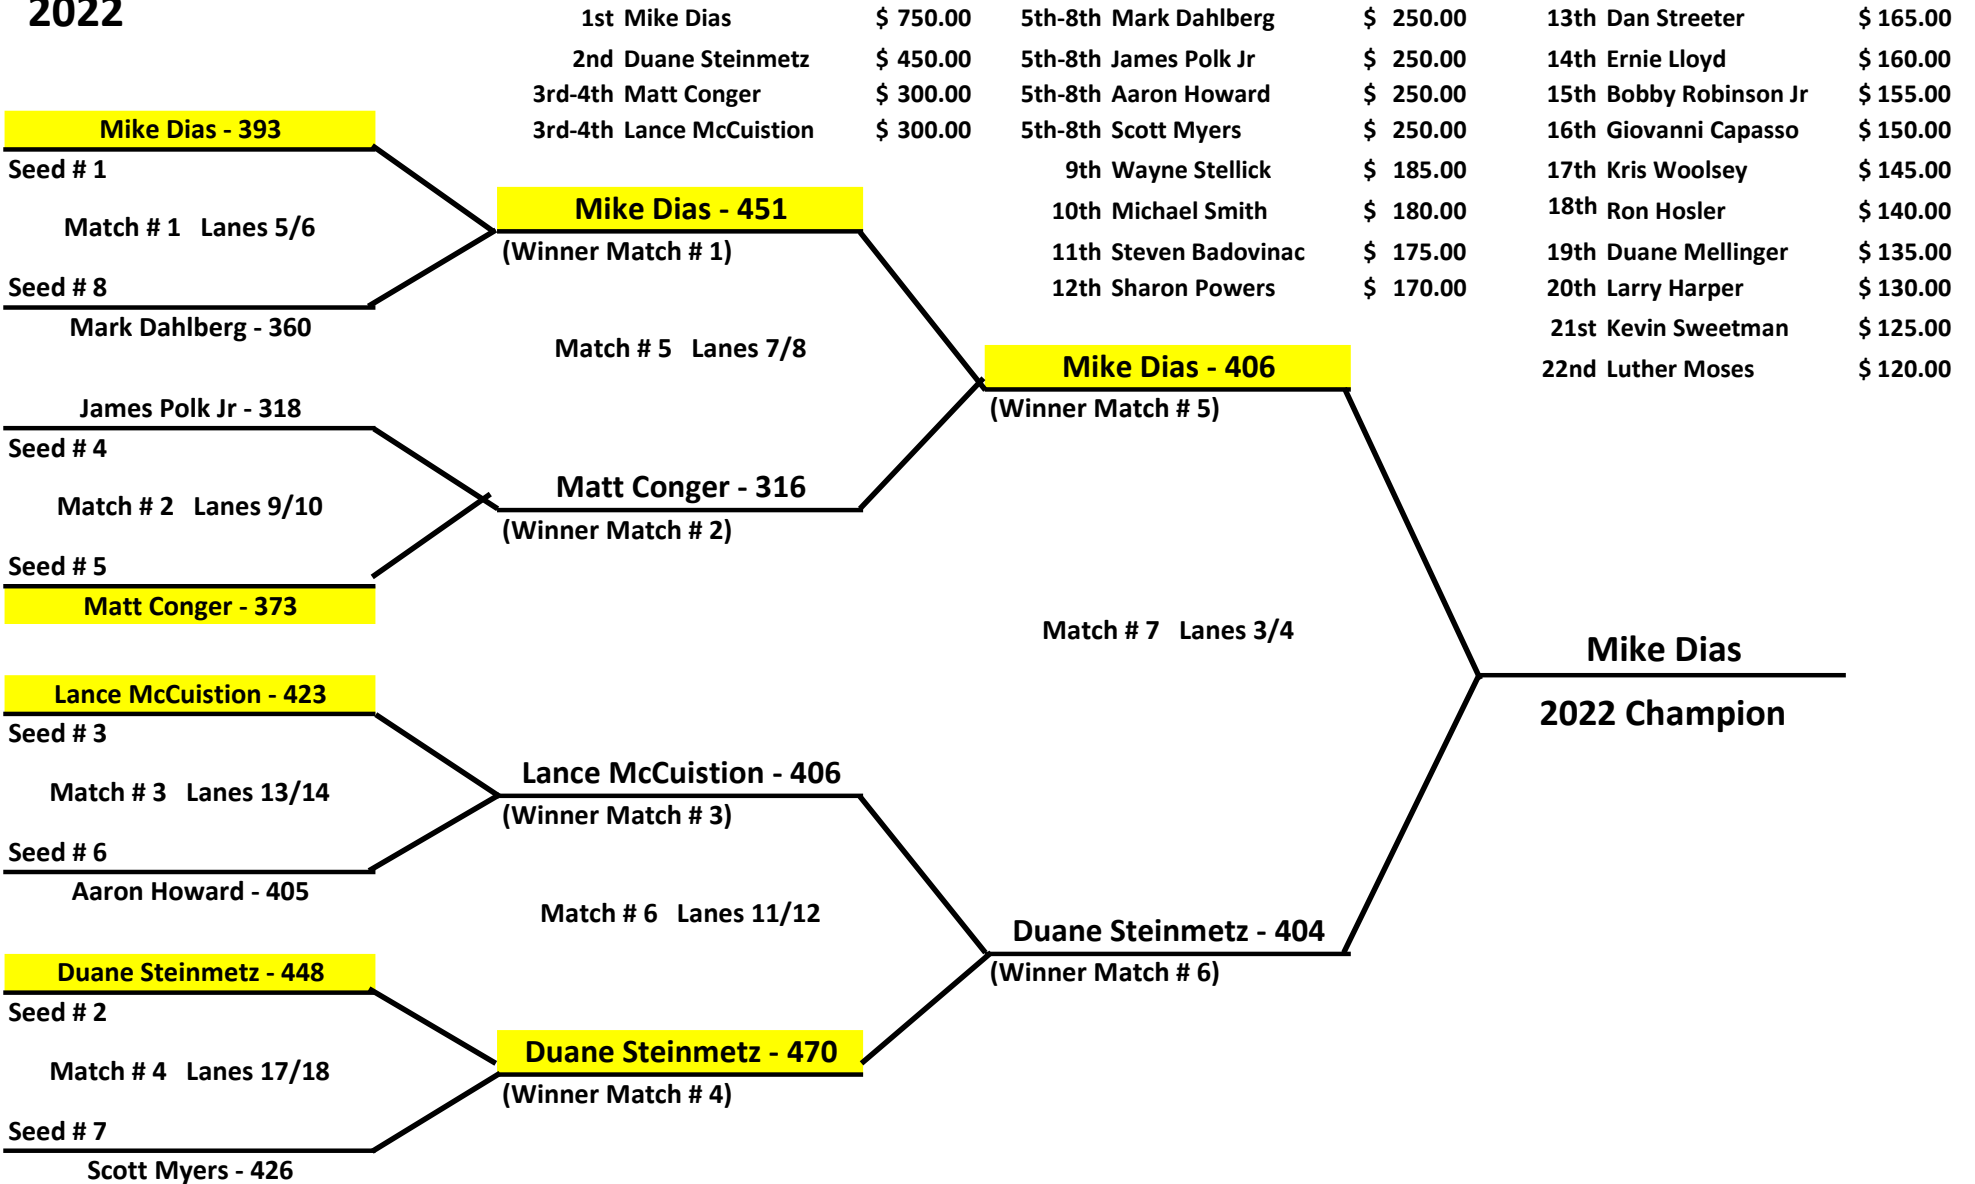 2022
1st Mike Dias $ 750.00 5th-8th Mark Dahlberg $ 250.00 13th Dan Streeter $ 165.00
2nd Duane Steinmetz $ 450.00 5th-8th James Polk Jr $ 250.00 14th Ernie Lloyd $ 160.00
3rd-4th Matt Conger $ 300.00 5th-8th Aaron Howard $ 250.00 15th Bobby Robinson Jr $ 155.00
3rd-4th Lance McCuistion $ 300.00 5th-8th Scott Myers $ 250.00 16th Giovanni Capasso $ 150.00
9th Wayne Stellick $ 185.00 17th Kris Woolsey $ 145.00
10th Michael Smith $ 180.00 18th Ron Hosler $ 140.00
11th Steven Badovinac $ 175.00 19th Duane Mellinger $ 135.00
12th Sharon Powers $ 170.00 20th Larry Harper $ 130.00
21st Kevin Sweetman $ 125.00
22nd Luther Moses $ 120.00
Mike Dias - 393
Seed # 1
Match # 1 Lanes 5/6
Seed # 8
Mark Dahlberg - 360
James Polk Jr - 318
Seed # 4
Match # 2 Lanes 9/10
Seed # 5
Matt Conger - 373
Lance McCuistion - 423
Seed # 3
Match # 3 Lanes 13/14
Seed # 6
Aaron Howard - 405
Duane Steinmetz - 448
Seed # 2
Match # 4 Lanes 17/18
Seed # 7
Scott Myers - 426
Mike Dias - 451
(Winner Match # 1)
Match # 5 Lanes 7/8
Matt Conger - 316
(Winner Match # 2)
Lance McCuistion - 406
(Winner Match # 3)
Match # 6 Lanes 11/12
Duane Steinmetz - 470
(Winner Match # 4)
Mike Dias - 406
(Winner Match # 5)
Match # 7 Lanes 3/4
Duane Steinmetz - 404
(Winner Match # 6)
Mike Dias
2022 Champion